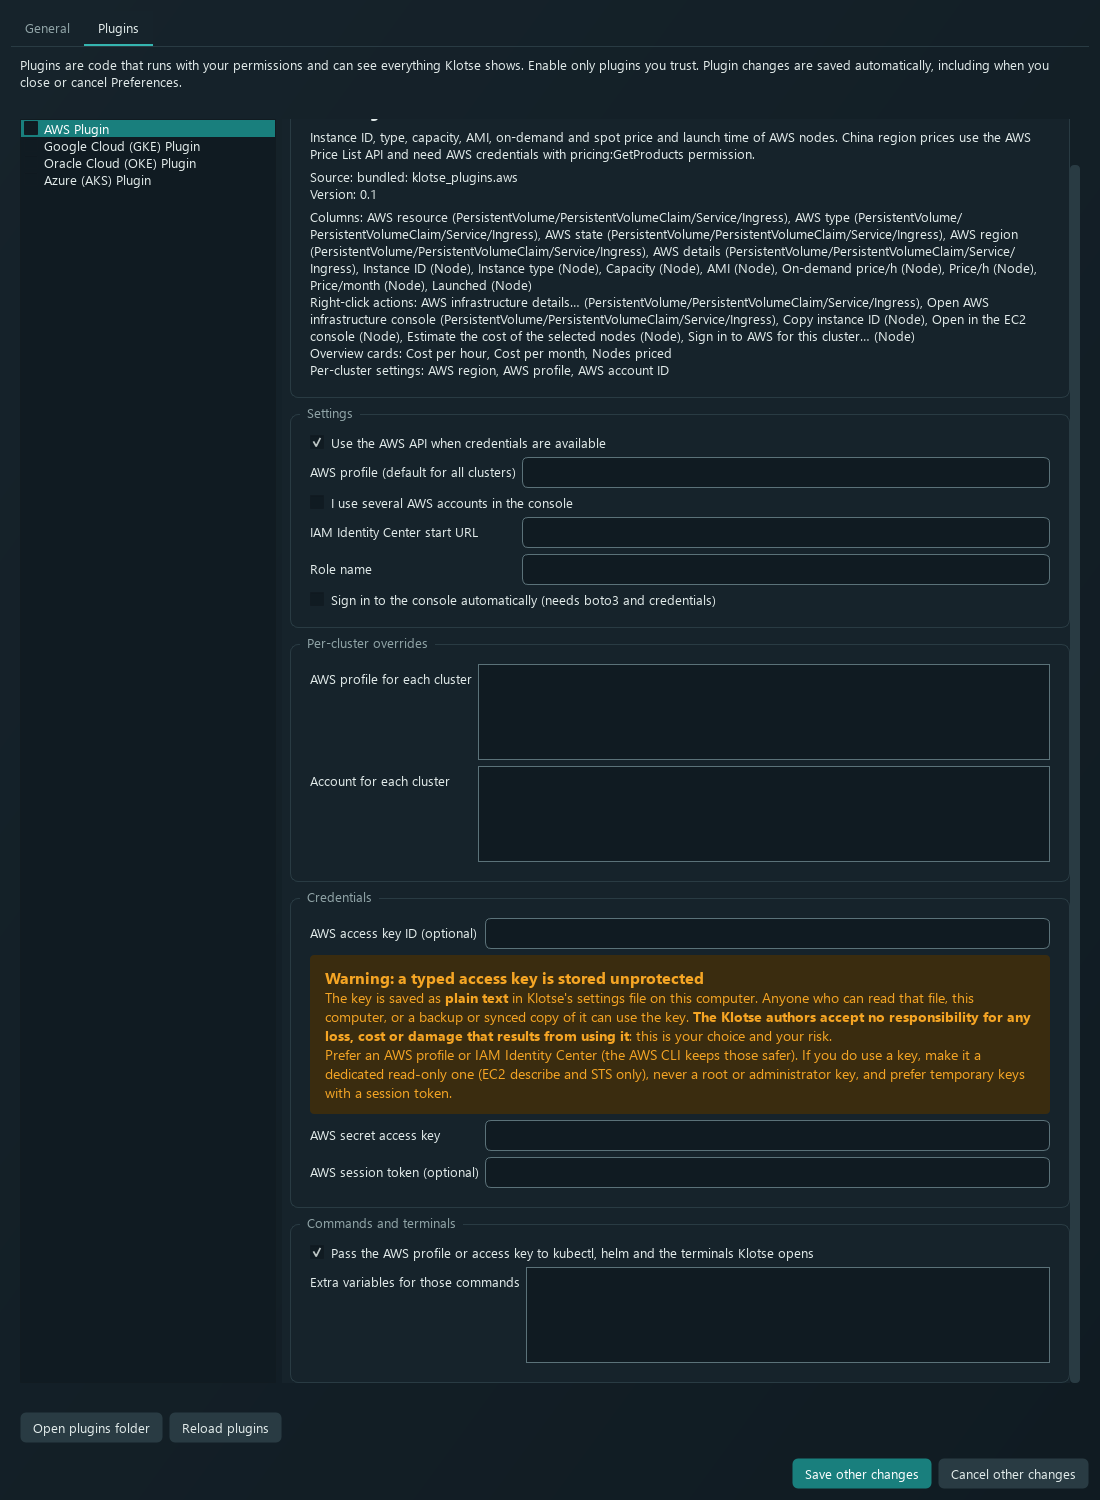 General
Plugins
Plugins are code that runs with your permissions and can see everything Klotse shows. Enable only plugins you trust. Plugin changes are saved automatically, including when you
close or cancel Preferences.
AWS Plugin
Google Cloud (GKE) Plugin
Oracle Cloud (OKE) Plugin
Azure (AKS) Plugin
Instance ID, type, capacity, AMI, on-demand and spot price and launch time of AWS nodes. China region prices use the AWS
Price List API and need AWS credentials with pricing:GetProducts permission.
Source: bundled: klotse_plugins.aws
Version: 0.1
Columns: AWS resource (PersistentVolume/PersistentVolumeClaim/Service/Ingress), AWS type (PersistentVolume/
PersistentVolumeClaim/Service/Ingress), AWS state (PersistentVolume/PersistentVolumeClaim/Service/Ingress), AWS region
(PersistentVolume/PersistentVolumeClaim/Service/Ingress), AWS details (PersistentVolume/PersistentVolumeClaim/Service/
Ingress), Instance ID (Node), Instance type (Node), Capacity (Node), AMI (Node), On-demand price/h (Node), Price/h (Node),
Price/month (Node), Launched (Node)
Right-click actions: AWS infrastructure details... (PersistentVolume/PersistentVolumeClaim/Service/Ingress), Open AWS
infrastructure console (PersistentVolume/PersistentVolumeClaim/Service/Ingress), Copy instance ID (Node), Open in the EC2
console (Node), Estimate the cost of the selected nodes (Node), Sign in to AWS for this cluster... (Node)
Overview cards: Cost per hour, Cost per month, Nodes priced
Per-cluster settings: AWS region, AWS profile, AWS account ID
Settings
Use the AWS API when credentials are available
AWS profile (default for all clusters)
I use several AWS accounts in the console
IAM Identity Center start URL
Role name
Sign in to the console automatically (needs boto3 and credentials)
Per-cluster overrides
AWS profile for each cluster
Account for each cluster
Credentials
AWS access key ID (optional)
Warning: a typed access key is stored unprotected
The key is saved as plain text in Klotse's settings file on this computer. Anyone who can read that file, this
computer, or a backup or synced copy of it can use the key. The Klotse authors accept no responsibility for any
loss, cost or damage that results from using it: this is your choice and your risk.
Prefer an AWS profile or IAM Identity Center (the AWS CLI keeps those safer). If you do use a key, make it a
dedicated read-only one (EC2 describe and STS only), never a root or administrator key, and prefer temporary keys
with a session token.
AWS secret access key
AWS session token (optional)
Commands and terminals
Pass the AWS profile or access key to kubectl, helm and the terminals Klotse opens
Extra variables for those commands
Open plugins folder
Reload plugins
Save other changes
Cancel other changes